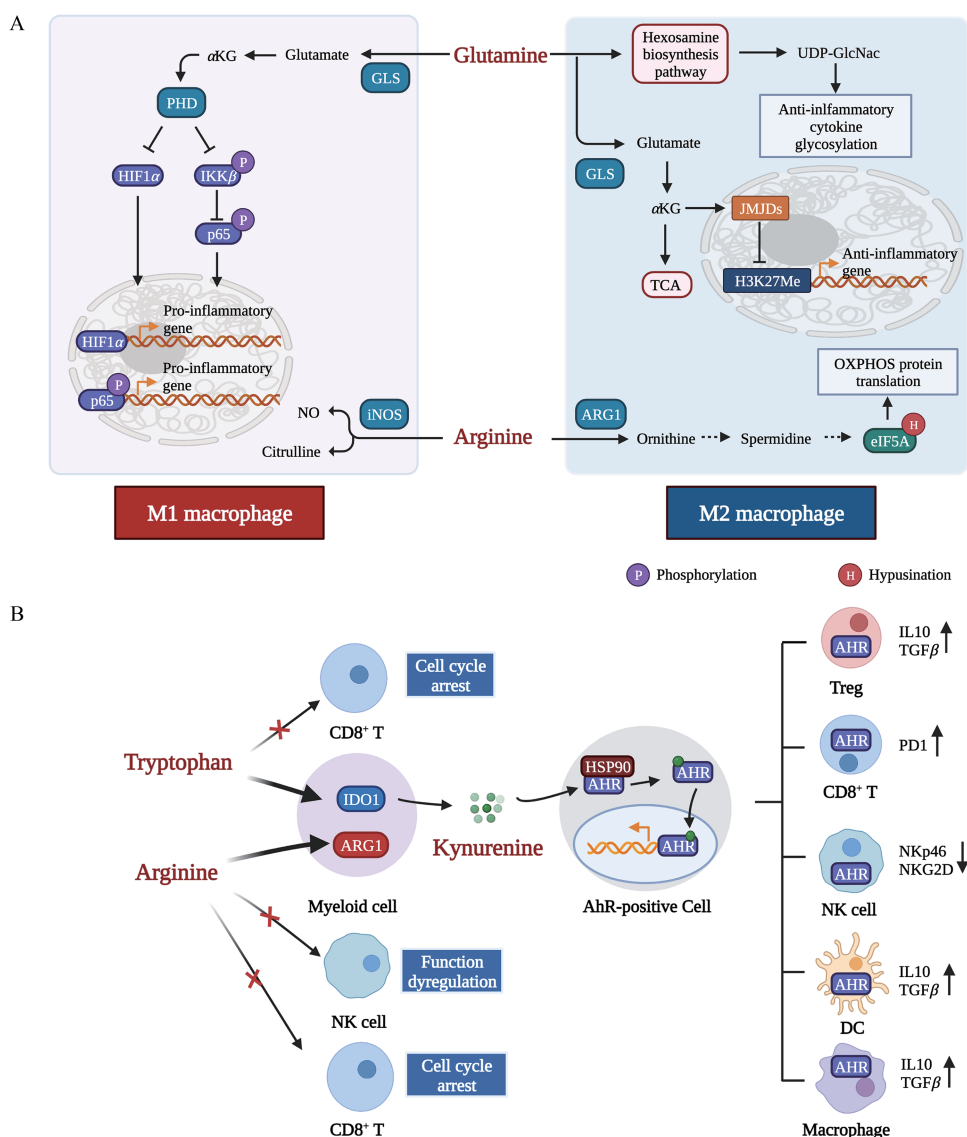 A
αKG
Glutamate
GLS
PHD
HIF1α
IKKβ
P
p65
P
Pro-inflammatory
gene
HIF1α
Pro-inflammatory
gene
P
p65
NO
Citrulline
iNOS
Glutamine
Arginine
Hexosamine
biosynthesis
pathway
UDP-GlcNac
Anti-inlfammatory
cytokine
glycosylation
Glutamate
GLS
αKG
JMJDs
TCA
H3K27Me
Anti-inflammatory
gene
OXPHOS protein
translation
ARG1
Ornithine
Spermidine
eIF5A
H
M1 macrophage
M2 macrophage
P
Phosphorylation
H
Hypusination
B
Cell cycle
arrest
CD8+ T
Tryptophan
IDO1
ARG1
Arginine
Myeloid cell
Kynurenine
HSP90
AHR
AHR
AHR
AhR-positive Cell
Function
dyregulation
NK cell
Cell cycle
arrest
CD8+ T
AHR
IL10
TGFβ
Treg
AHR
PD1
CD8+ T
AHR
NKp46
NKG2D
NK cell
AHR
IL10
TGFβ
DC
AHR
IL10
TGFβ
Macrophage